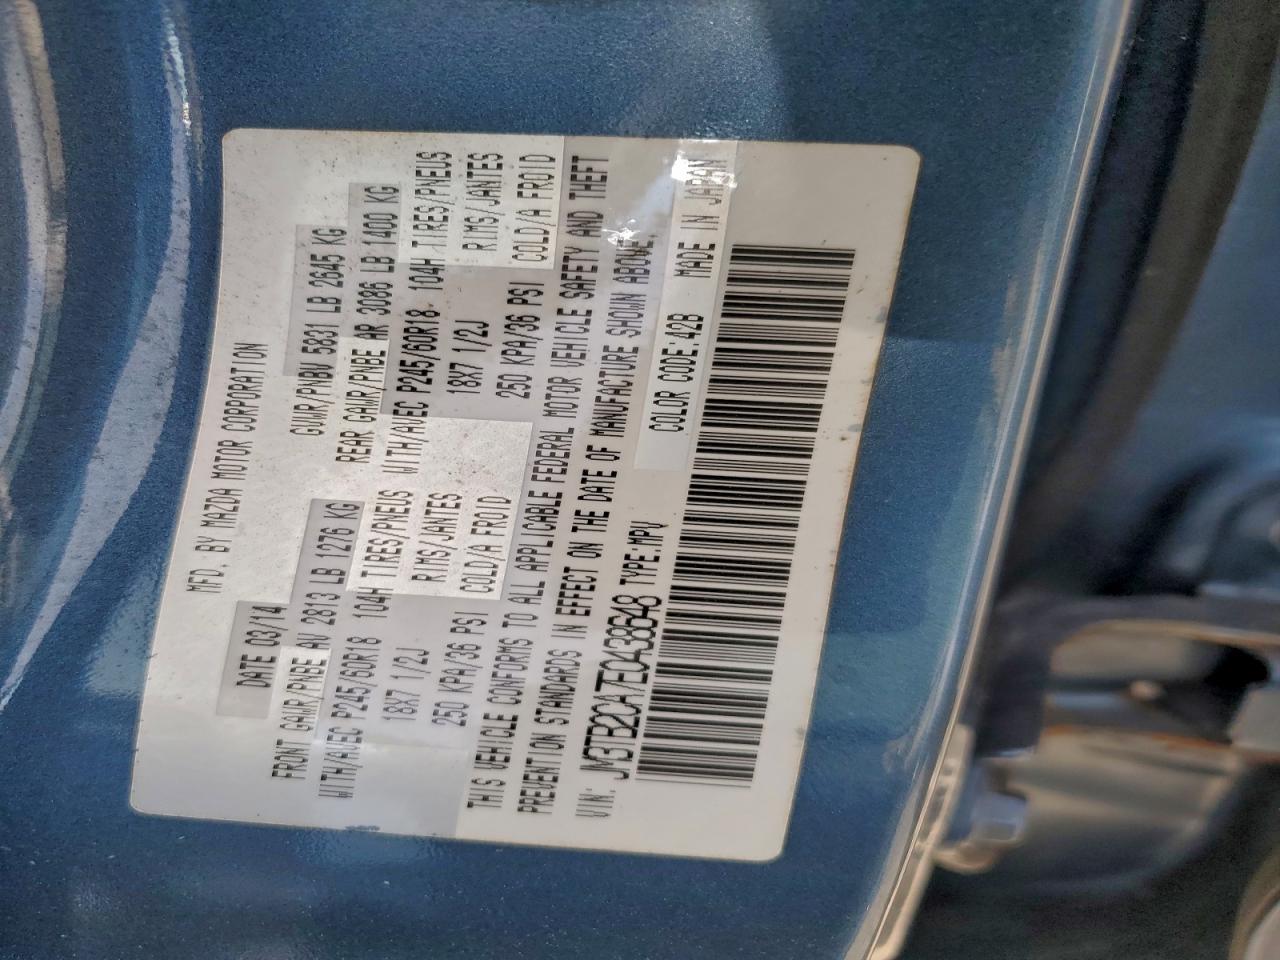 MFD. BY MAZDA MOTOR CORPORATION
DATE 03/14 GVWR/PNBV 5831 LB 2645 KG
FRONT GAWR/PNBE AV 2813 LB 1276 KG REAR GAWR/PNBE AR 3086 LB 1400 KG
WITH/AVEC P245/60R18 104H TIRES/PNEUS WITH/AVEC P245/60R18 104H TIRES/PNEUS
18X7 1/2J RIMS/JANTES 18X7 1/2J RIMS/JANTES
250 KPA/36 PSI COLD/A FROID 250 KPA/36 PSI COLD/A FROID
THIS VEHICLE CONFORMS TO ALL APPLICABLE FEDERAL MOTOR VEHICLE SAFETY AND THEFT
PREVENTION STANDARDS IN EFFECT ON THE DATE OF MANUFACTURE SHOWN ABOVE.
VIN: JM3TB2CA7E0438648 TYPE:MPV COLOR CODE:42B MADE IN JAPAN